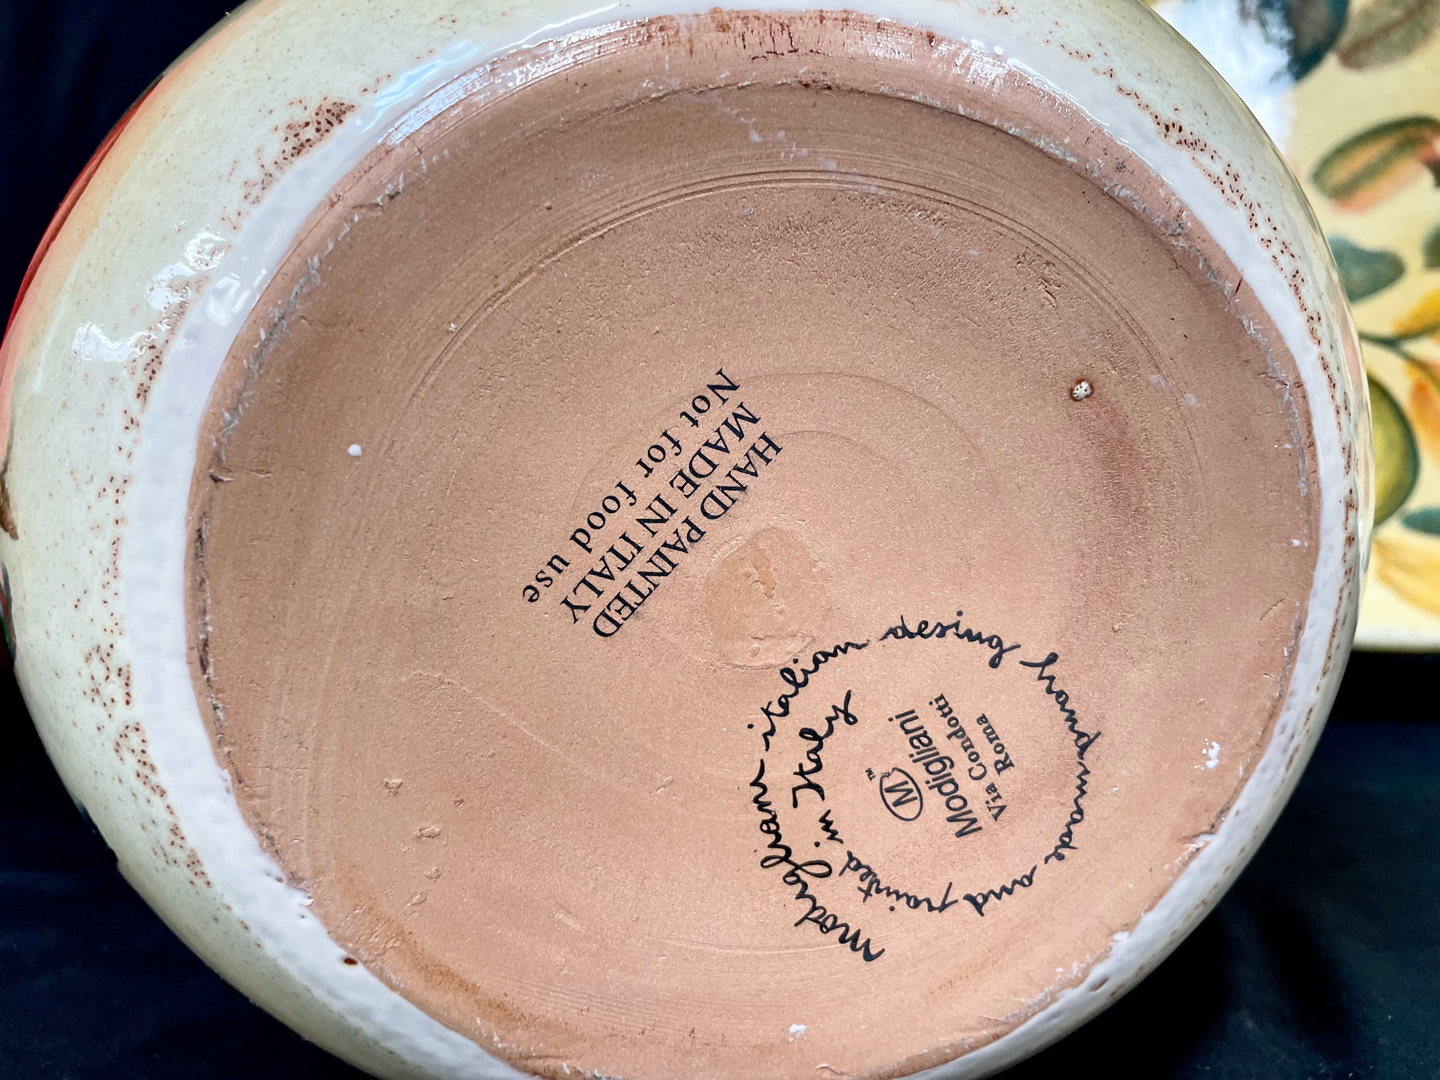 HAND PAINTED
MADE IN ITALY
Not for food use
modigliani italian desing handmade and painted in Italy
M™
Modigliani
Via Condotti
Roma